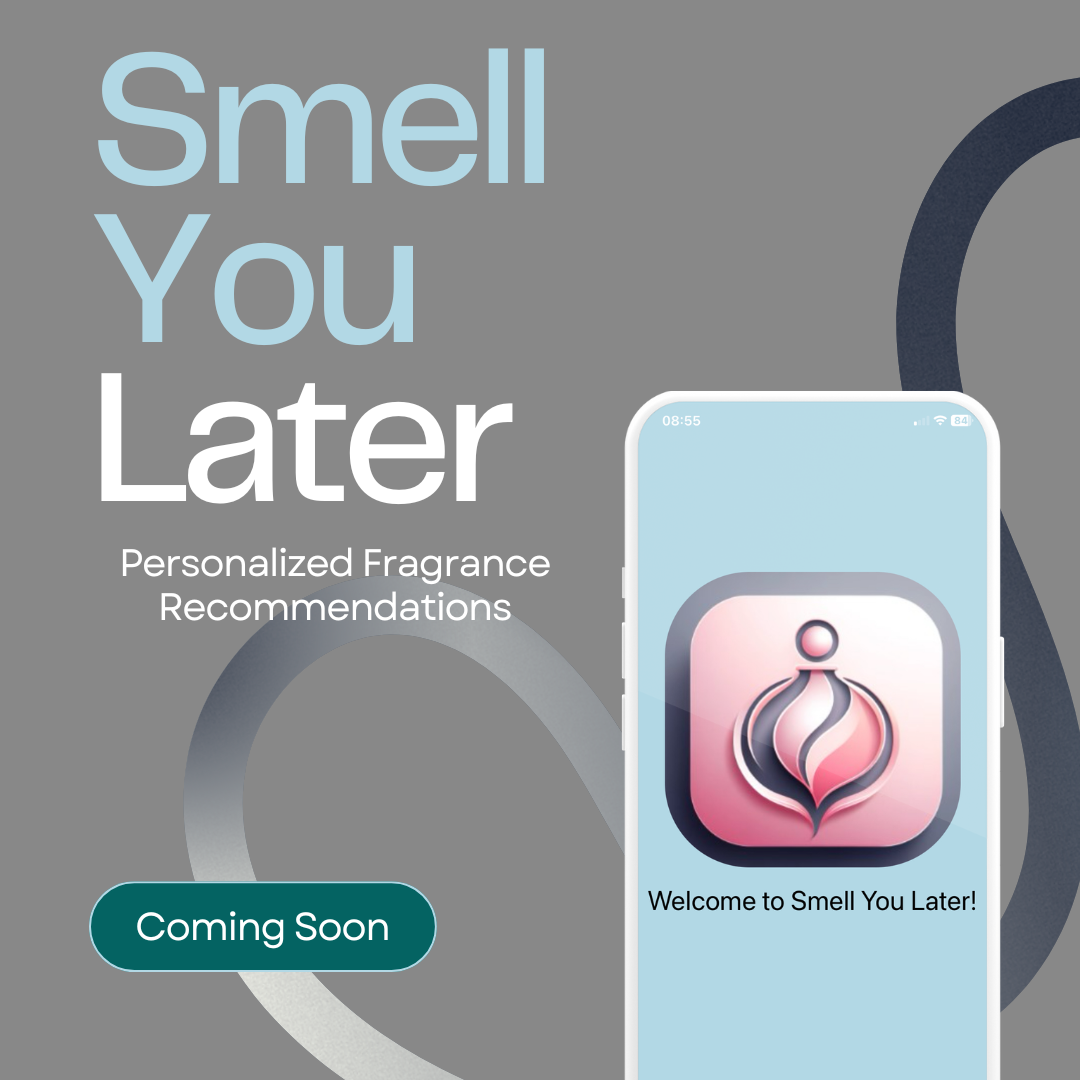 Smell
You
Later
Personalized Fragrance
Recommendations
Coming Soon
08:55
84
Welcome to Smell You Later!